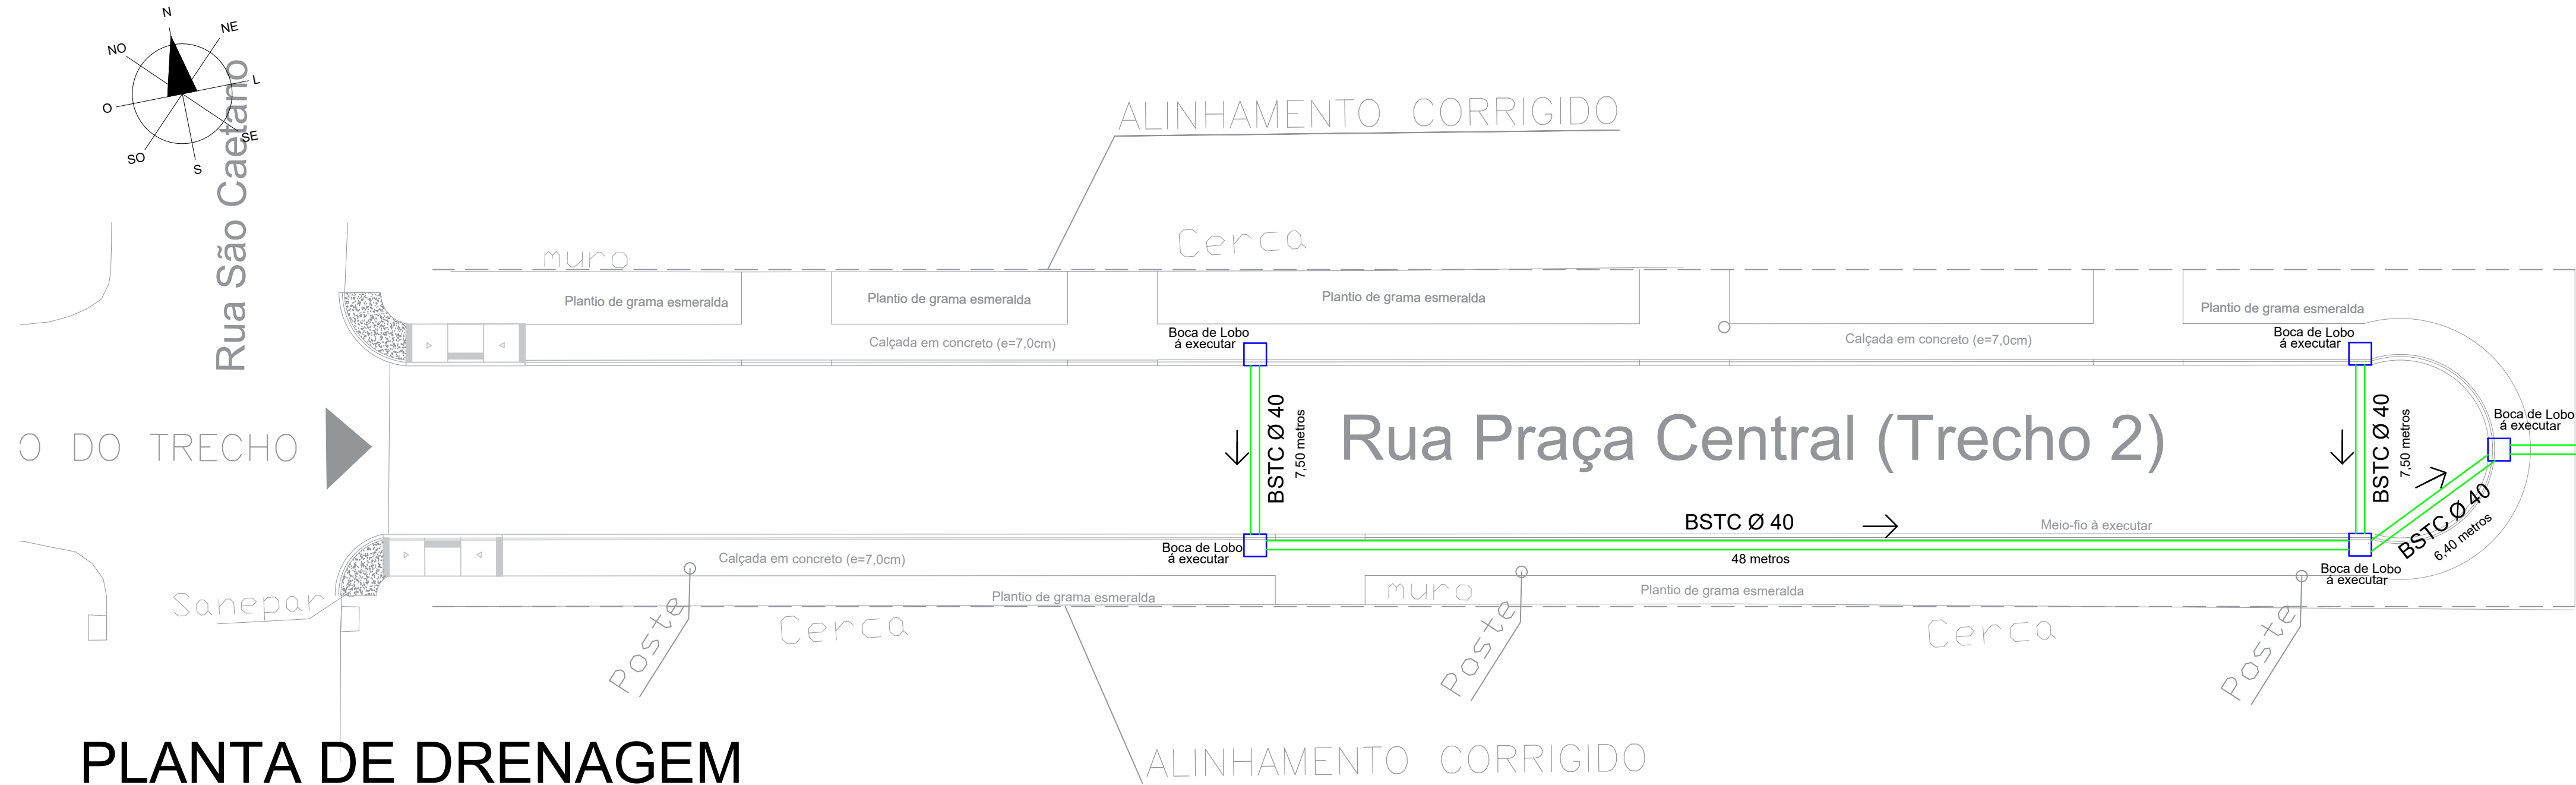 N
NE
NO
L
O
SE
SO
S
Rua São Caetano
ALINHAMENTO CORRIGIDO
muro
Cerca
Plantio de grama esmeralda
Plantio de grama esmeralda
Plantio de grama esmeralda
Plantio de grama esmeralda
Boca de Lobo
á executar
Calçada em concreto (e=7,0cm)
Calçada em concreto (e=7,0cm)
Boca de Lobo
á executar
O DO TRECHO
BSTC Ø 40
7,50 metros
Rua Praça Central (Trecho 2)
BSTC Ø 40
7,50 metros
Boca de Lobo
á executar
BSTC Ø 40
6,40 metros
BSTC Ø 40
48 metros
Meio-fio à executar
Boca de Lobo
á executar
Calçada em concreto (e=7,0cm)
Boca de Lobo
á executar
Sanepar
Plantio de grama esmeralda
muro
Plantio de grama esmeralda
Poste
Cerca
Poste
Cerca
Poste
PLANTA DE DRENAGEM
ALINHAMENTO CORRIGIDO